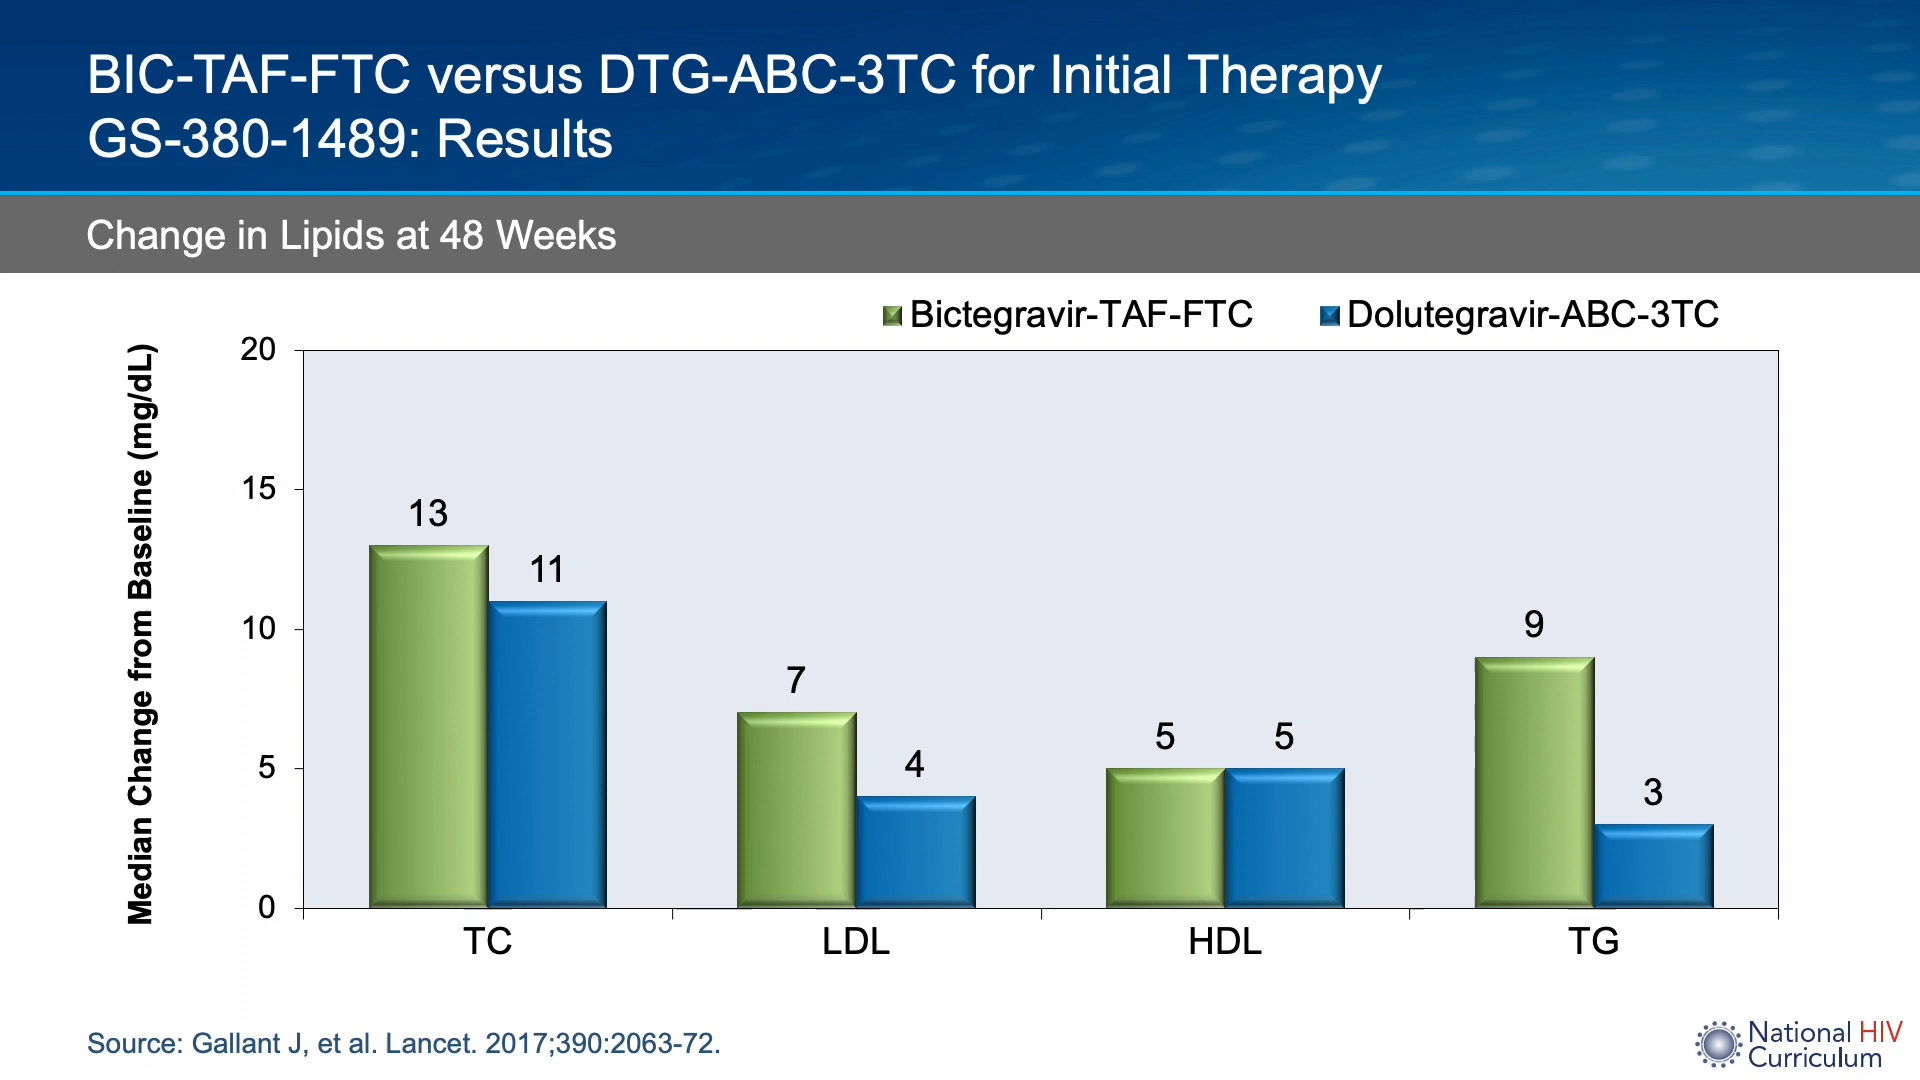 BIC-TAF-FTC versus DTG-ABC-3TC for Initial Therapy
GS-380-1489: Results
Change in Lipids at 48 Weeks
Bictegravir-TAF-FTC
Dolutegravir-ABC-3TC
Median Change from Baseline (mg/dL)
20
15
10
5
0
13
11
7
4
5
5
9
3
TC
LDL
HDL
TG
Source: Gallant J, et al. Lancet. 2017;390:2063-72.
National HIV
Curriculum